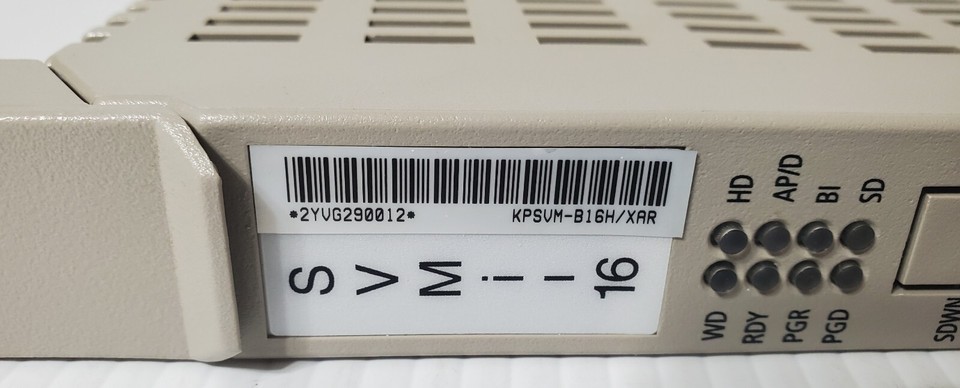 *2YVG290012* KPSVM-B16H/XAR
SVMi-16
HD AP/D BI SD
WD RDY PGR PGD
SDWN